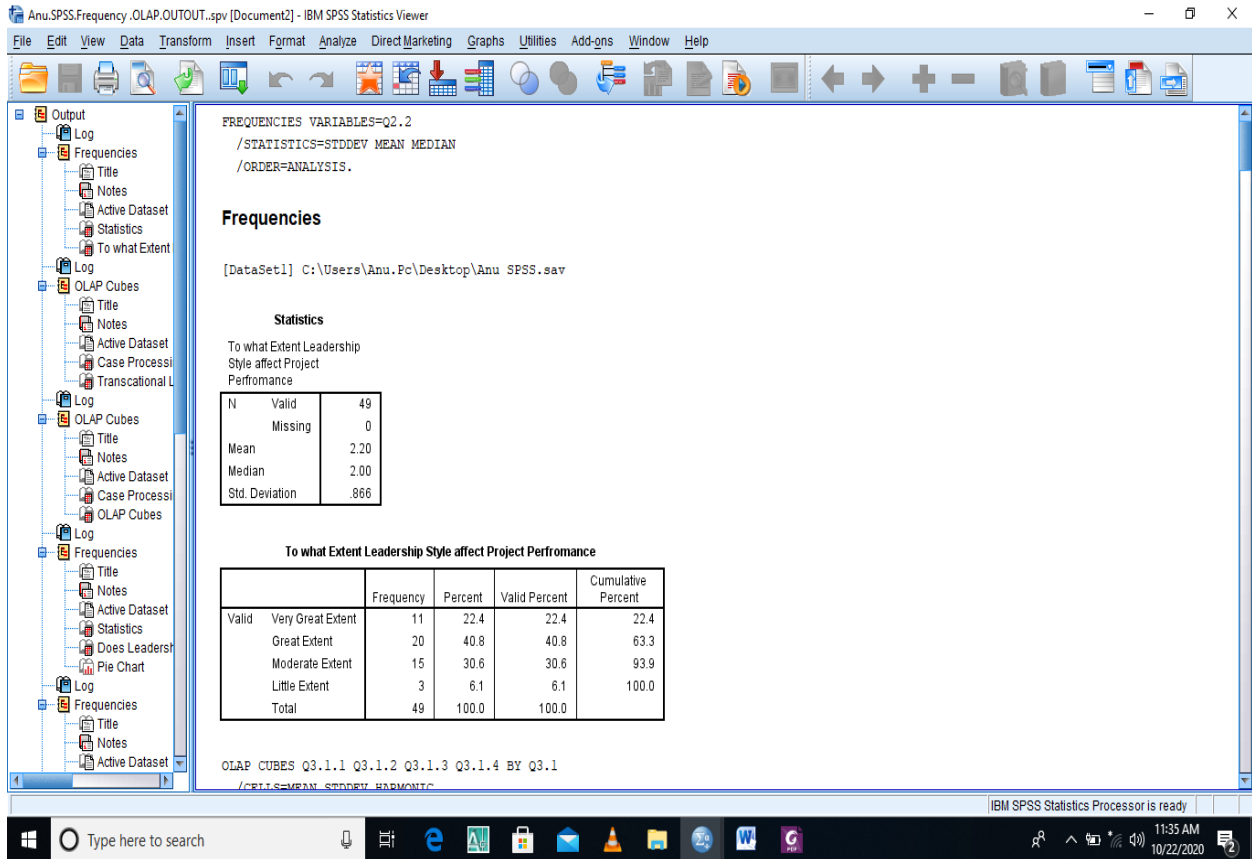 Anu.SPSS.Frequency .OLAP.OUTOUT..spv [Document2] - IBM SPSS Statistics Viewer
File Edit View Data Transform Insert Format Analyze Direct Marketing Graphs Utilities Add-ons Window Help
Output
Log
Frequencies
Title
Notes
Active Dataset
Statistics
To what Extent
Log
OLAP Cubes
Title
Notes
Active Dataset
Case Processi
Transcational L
Log
OLAP Cubes
Title
Notes
Active Dataset
Case Processi
OLAP Cubes
Log
Frequencies
Title
Notes
Active Dataset
Statistics
Does Leadersh
Pie Chart
Log
Frequencies
Title
Notes
Active Dataset
FREQUENCIES VARIABLES=Q2.2
/STATISTICS=STDDEV MEAN MEDIAN
/ORDER=ANALYSIS.
Frequencies
[DataSet1] C:\Users\Anu.Pc\Desktop\Anu SPSS.sav
Statistics
To what Extent Leadership
Style affect Project
Perfromance
N Valid 49
Missing 0
Mean 2.20
Median 2.00
Std. Deviation .866
To what Extent Leadership Style affect Project Perfromance
Frequency Percent Valid Percent Cumulative Percent
Valid Very Great Extent 11 22.4 22.4 22.4
Great Extent 20 40.8 40.8 63.3
Moderate Extent 15 30.6 30.6 93.9
Little Extent 3 6.1 6.1 100.0
Total 49 100.0 100.0
OLAP CUBES Q3.1.1 Q3.1.2 Q3.1.3 Q3.1.4 BY Q3.1
/CELLS=MEAN STDDEV HARMONIC
IBM SPSS Statistics Processor is ready
Type here to search
11:35 AM
10/22/2020